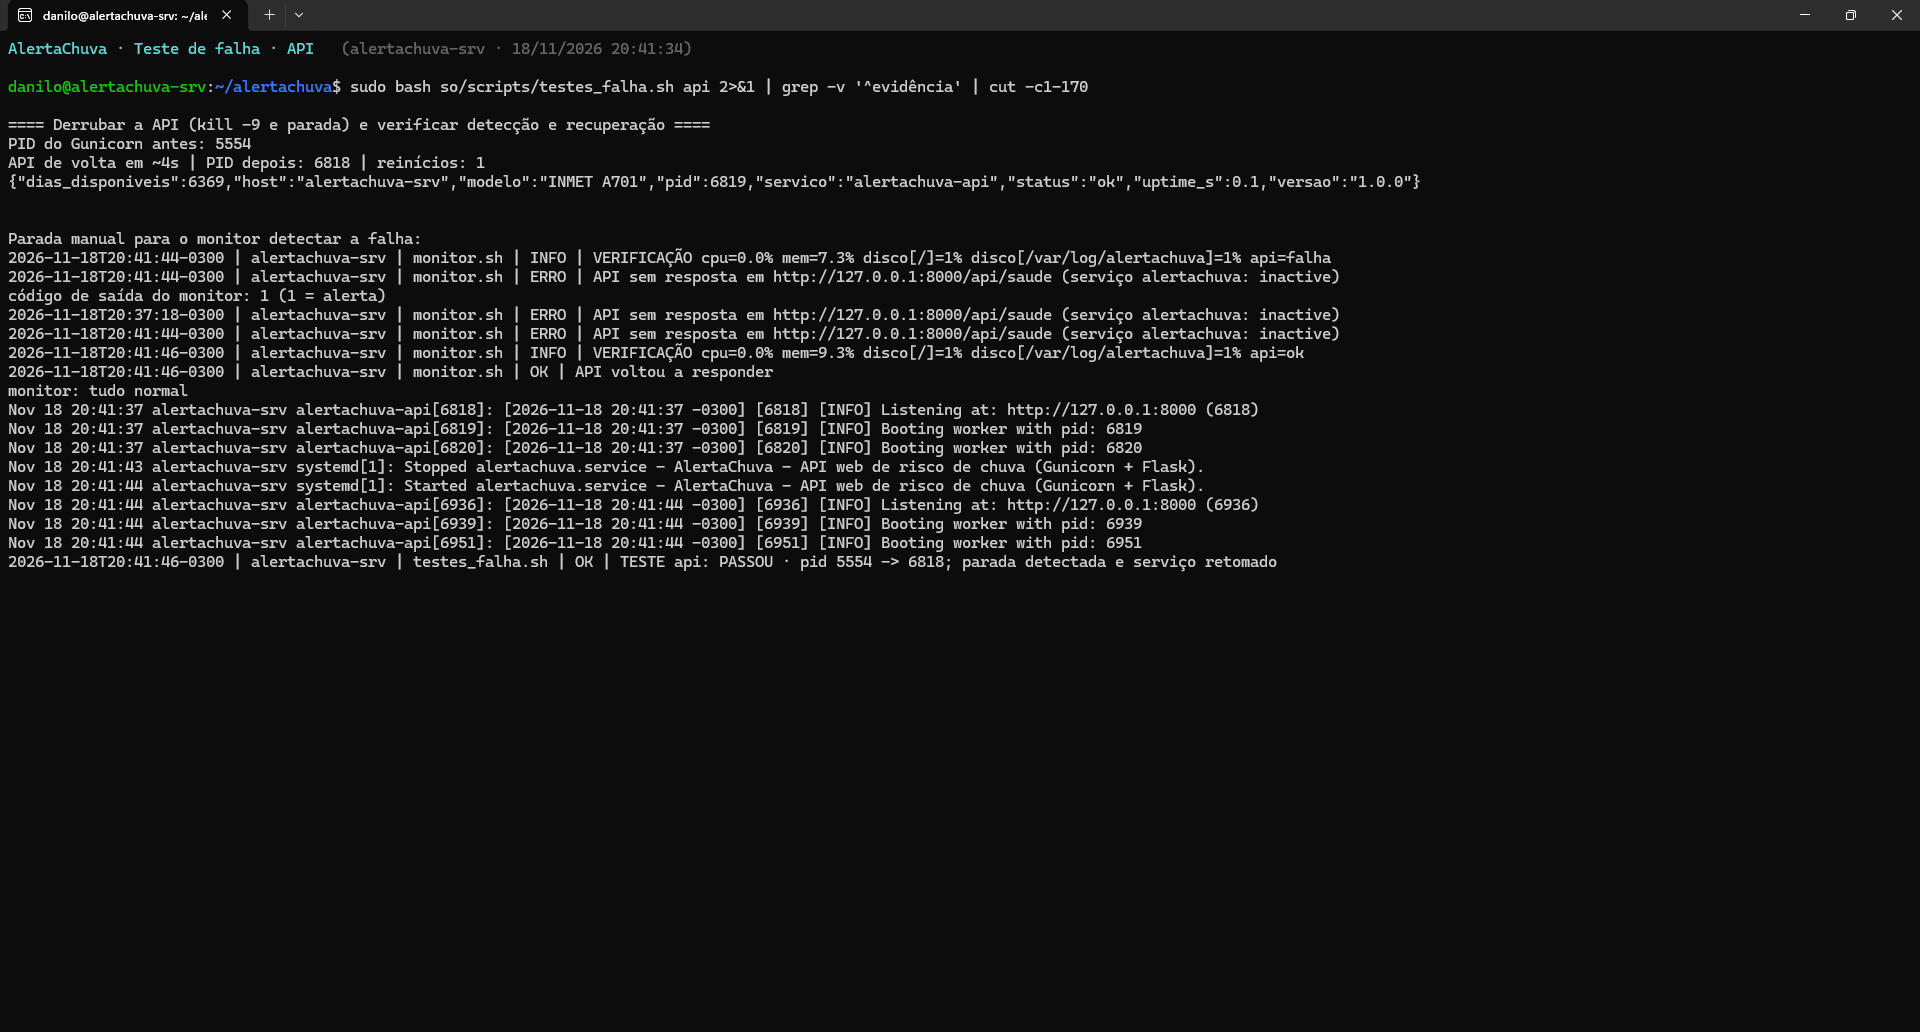 danilo@alertachuva-srv: ~/ale
AlertaChuva · Teste de falha · API   (alertachuva-srv · 18/11/2026 20:41:34)
danilo@alertachuva-srv:~/alertachuva$ sudo bash so/scripts/testes_falha.sh api 2>&1 | grep -v '^evidência' | cut -c1-170
==== Derrubar a API (kill -9 e parada) e verificar detecção e recuperação ====
PID do Gunicorn antes: 5554
API de volta em ~4s | PID depois: 6818 | reinícios: 1
{"dias_disponiveis":6369,"host":"alertachuva-srv","modelo":"INMET A701","pid":6819,"servico":"alertachuva-api","status":"ok","uptime_s":0.1,"versao":"1.0.0"}
Parada manual para o monitor detectar a falha:
2026-11-18T20:41:44-0300 | alertachuva-srv | monitor.sh | INFO | VERIFICAÇÃO cpu=0.0% mem=7.3% disco[/]=1% disco[/var/log/alertachuva]=1% api=falha
2026-11-18T20:41:44-0300 | alertachuva-srv | monitor.sh | ERRO | API sem resposta em http://127.0.0.1:8000/api/saude (serviço alertachuva: inactive)
código de saída do monitor: 1 (1 = alerta)
2026-11-18T20:37:18-0300 | alertachuva-srv | monitor.sh | ERRO | API sem resposta em http://127.0.0.1:8000/api/saude (serviço alertachuva: inactive)
2026-11-18T20:41:44-0300 | alertachuva-srv | monitor.sh | ERRO | API sem resposta em http://127.0.0.1:8000/api/saude (serviço alertachuva: inactive)
2026-11-18T20:41:46-0300 | alertachuva-srv | monitor.sh | INFO | VERIFICAÇÃO cpu=0.0% mem=9.3% disco[/]=1% disco[/var/log/alertachuva]=1% api=ok
2026-11-18T20:41:46-0300 | alertachuva-srv | monitor.sh | OK | API voltou a responder
monitor: tudo normal
Nov 18 20:41:37 alertachuva-srv alertachuva-api[6818]: [2026-11-18 20:41:37 -0300] [6818] [INFO] Listening at: http://127.0.0.1:8000 (6818)
Nov 18 20:41:37 alertachuva-srv alertachuva-api[6819]: [2026-11-18 20:41:37 -0300] [6819] [INFO] Booting worker with pid: 6819
Nov 18 20:41:37 alertachuva-srv alertachuva-api[6820]: [2026-11-18 20:41:37 -0300] [6820] [INFO] Booting worker with pid: 6820
Nov 18 20:41:43 alertachuva-srv systemd[1]: Stopped alertachuva.service - AlertaChuva - API web de risco de chuva (Gunicorn + Flask).
Nov 18 20:41:44 alertachuva-srv systemd[1]: Started alertachuva.service - AlertaChuva - API web de risco de chuva (Gunicorn + Flask).
Nov 18 20:41:44 alertachuva-srv alertachuva-api[6936]: [2026-11-18 20:41:44 -0300] [6936] [INFO] Listening at: http://127.0.0.1:8000 (6936)
Nov 18 20:41:44 alertachuva-srv alertachuva-api[6939]: [2026-11-18 20:41:44 -0300] [6939] [INFO] Booting worker with pid: 6939
Nov 18 20:41:44 alertachuva-srv alertachuva-api[6951]: [2026-11-18 20:41:44 -0300] [6951] [INFO] Booting worker with pid: 6951
2026-11-18T20:41:46-0300 | alertachuva-srv | testes_falha.sh | OK | TESTE api: PASSOU · pid 5554 -> 6818; parada detectada e serviço retomado